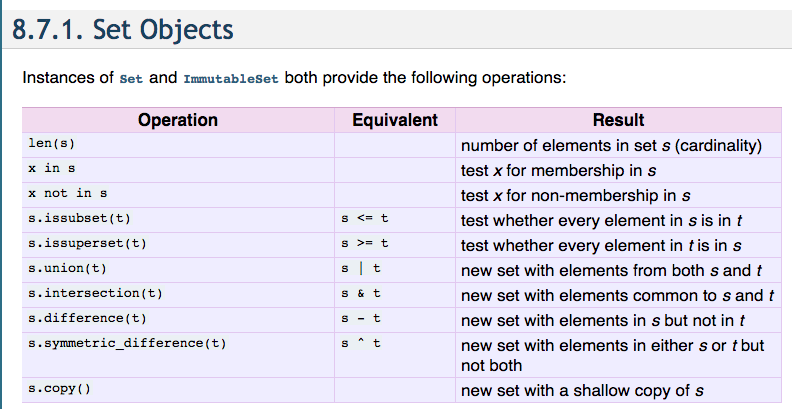 8.7.1. Set Objects
Instances of Set and ImmutableSet both provide the following operations:
Operation Equivalent Result
len(s) number of elements in set s (cardinality)
x in s test x for membership in s
x not in s test x for non-membership in s
s.issubset(t) s <= t test whether every element in s is in t
s.issuperset(t) s >= t test whether every element in t is in s
s.union(t) s | t new set with elements from both s and t
s.intersection(t) s & t new set with elements common to s and t
s.difference(t) s - t new set with elements in s but not in t
s.symmetric_difference(t) s ^ t new set with elements in either s or t but
not both
s.copy() new set with a shallow copy of s